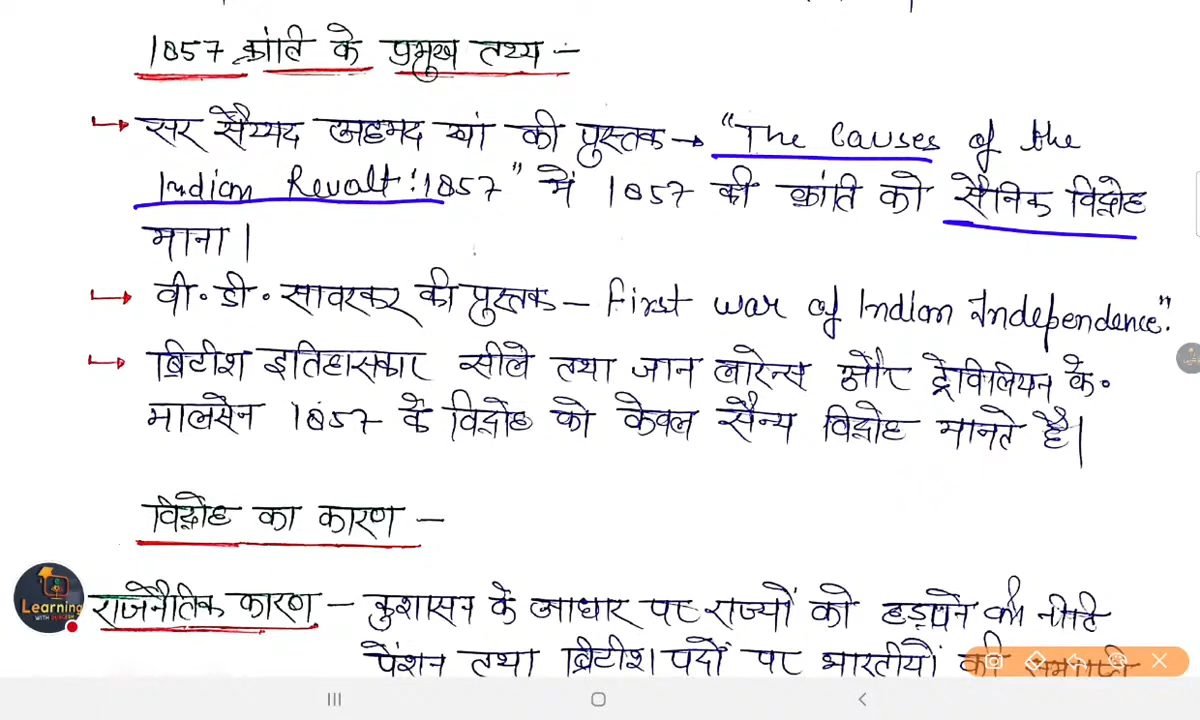 1857 क्रांति के प्रमुख तथ्य -
सर सैय्यद अहमद खां की पुस्तक → "The Causes of the
Indian Revalt:1857" में 1857 की क्रांति को सैनिक विद्रोह
माना।
वी.डी. सावरकर की पुस्तक - First war of Indian Independence".
ब्रिटीश इतिहासकार सीले तथा जान लारेन्स और ट्रेविलियन के.
मालसेन 1857 के विद्रोह को केवल सैन्य विद्रोह मानते है।
विद्रोह का कारण -
राजनैतिक कारण - कुशासन के आधार पर राज्यों को हड़पने की नीति
पेंशन तथा ब्रिटीश पदों पर भारतीयों की
Learning